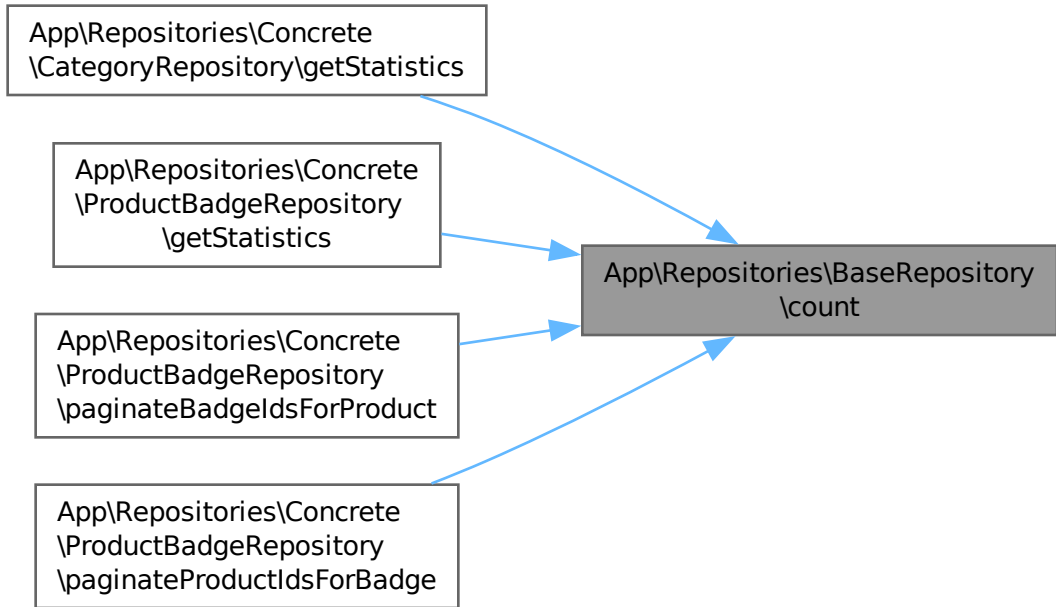 App\Repositories\Concrete
\CategoryRepository\getStatistics
App\Repositories\Concrete
\ProductBadgeRepository
\getStatistics
App\Repositories\BaseRepository
\count
App\Repositories\Concrete
\ProductBadgeRepository
\paginateBadgeIdsForProduct
App\Repositories\Concrete
\ProductBadgeRepository
\paginateProductIdsForBadge